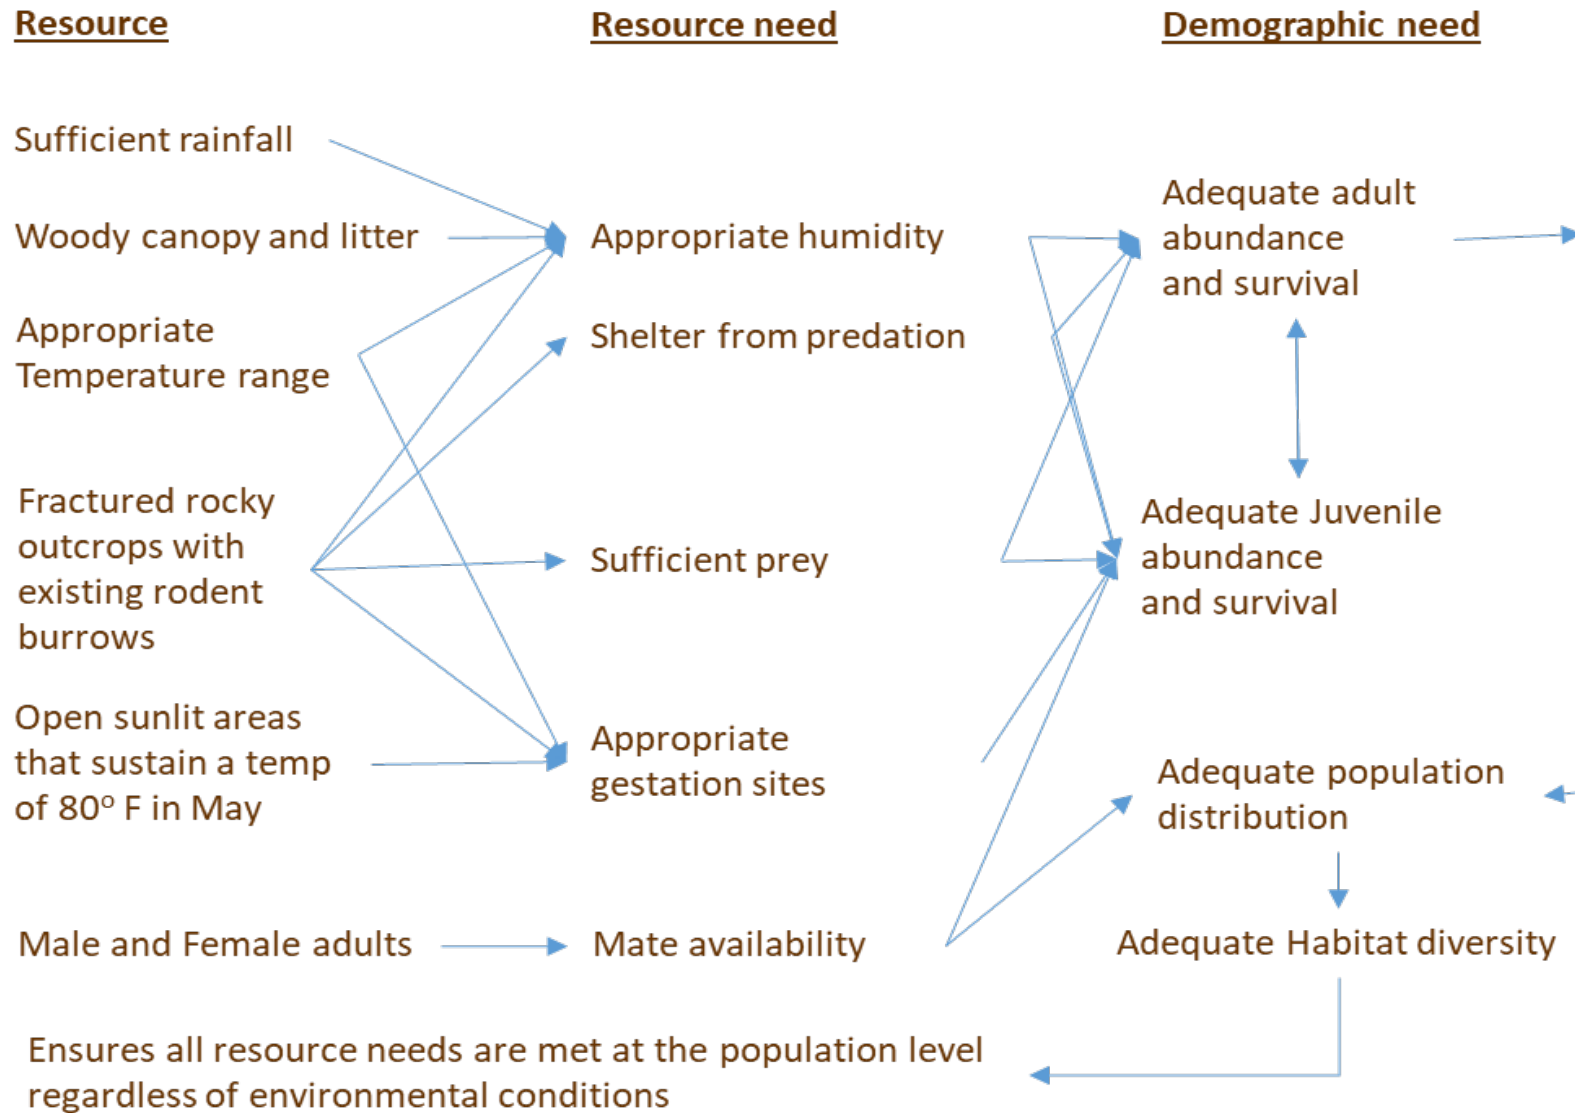 Resource
Resource need
Demographic need
Sufficient rainfall
Woody canopy and litter
Appropriate
Temperature range
Fractured rocky
outcrops with
existing rodent
burrows
Open sunlit areas
that sustain a temp
of 80º F in May
Male and Female adults
Appropriate humidity
Shelter from predation
Sufficient prey
Appropriate
gestation sites
Mate availability
Adequate adult
abundance
and survival
Adequate Juvenile
abundance
and survival
Adequate population
distribution
Adequate Habitat diversity
Ensures all resource needs are met at the population level
regardless of environmental conditions